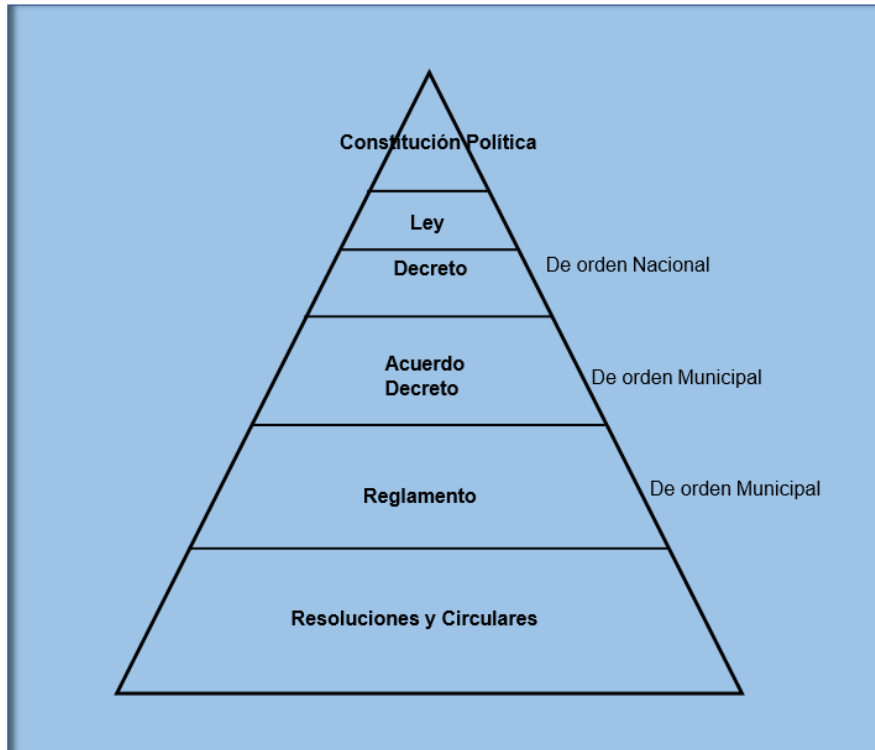 Constitución Política
Ley
Decreto
De orden Nacional
Acuerdo
Decreto
De orden Municipal
Reglamento
De orden Municipal
Resoluciones y Circulares